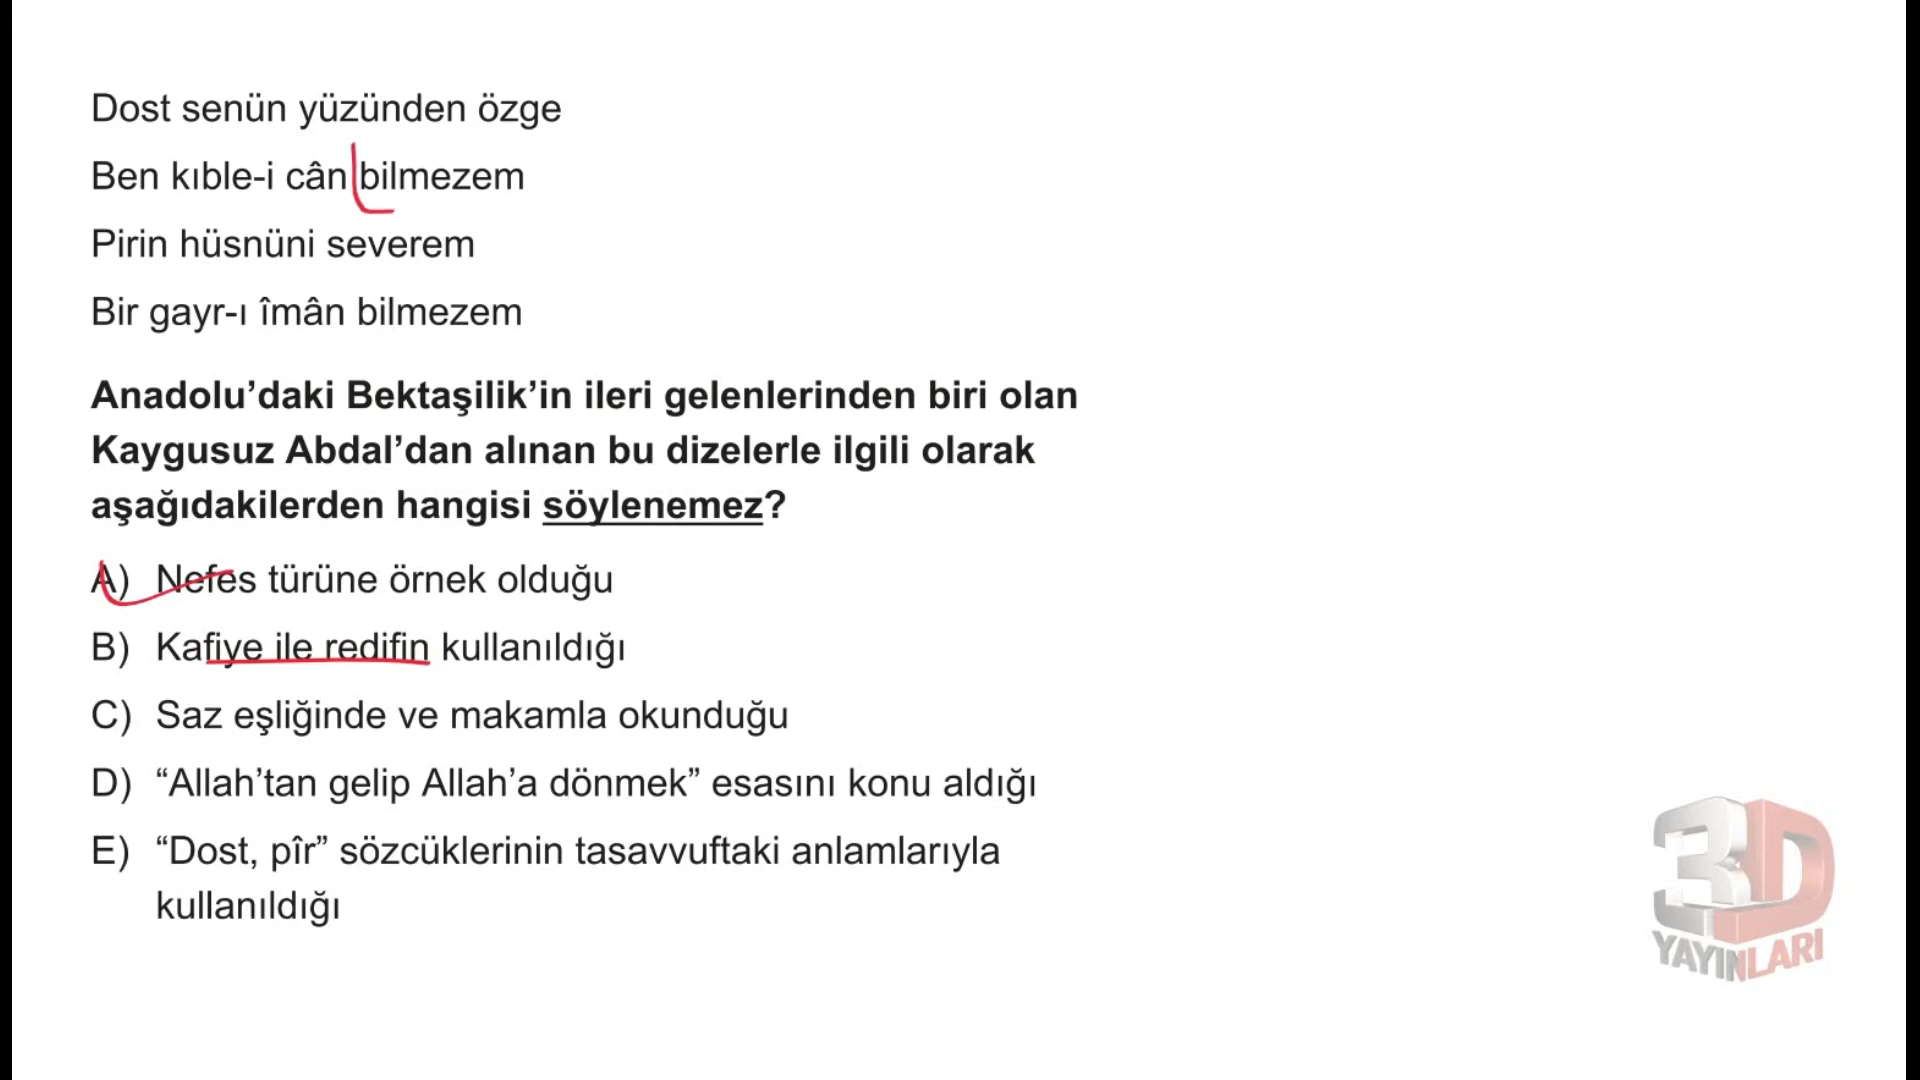 Dost senün yüzünden özge
Ben kıble-i cân bilmezem
Pirin hüsnüni severem
Bir gayr-ı îmân bilmezem
Anadolu’daki Bektaşilik’in ileri gelenlerinden biri olan
Kaygusuz Abdal’dan alınan bu dizelerle ilgili olarak
aşağıdakilerden hangisi söylenemez?
A) Nefes türüne örnek olduğu
B) Kafiye ile redifin kullanıldığı
C) Saz eşliğinde ve makamla okunduğu
D) “Allah’tan gelip Allah’a dönmek” esasını konu aldığı
E) “Dost, pîr” sözcüklerinin tasavvuftaki anlamlarıyla
kullanıldığı
3D
YAYINLARI